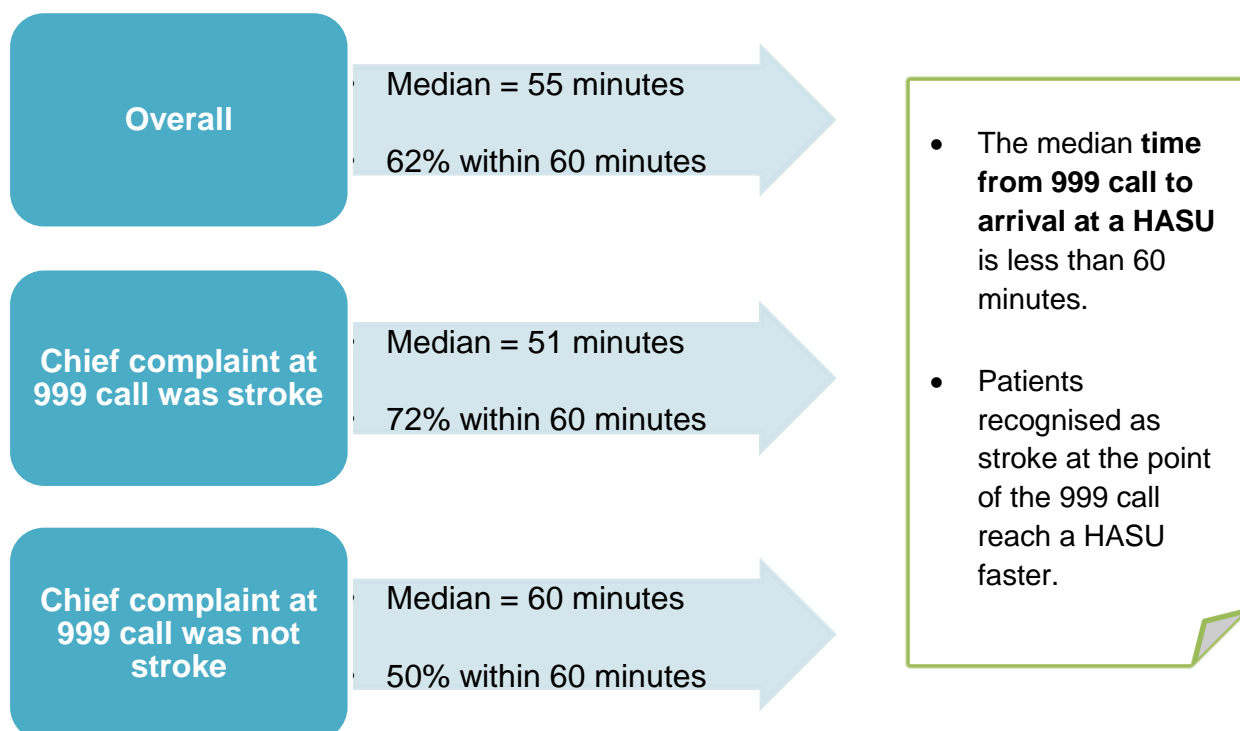 Overall
Median = 55 minutes
62% within 60 minutes
Chief complaint at
999 call was stroke
Median = 51 minutes
72% within 60 minutes
Chief complaint at
999 call was not
stroke
Median = 60 minutes
50% within 60 minutes
• The median time
from 999 call to
arrival at a HASU
is less than 60
minutes.
• Patients
recognised as
stroke at the point
of the 999 call
reach a HASU
faster.